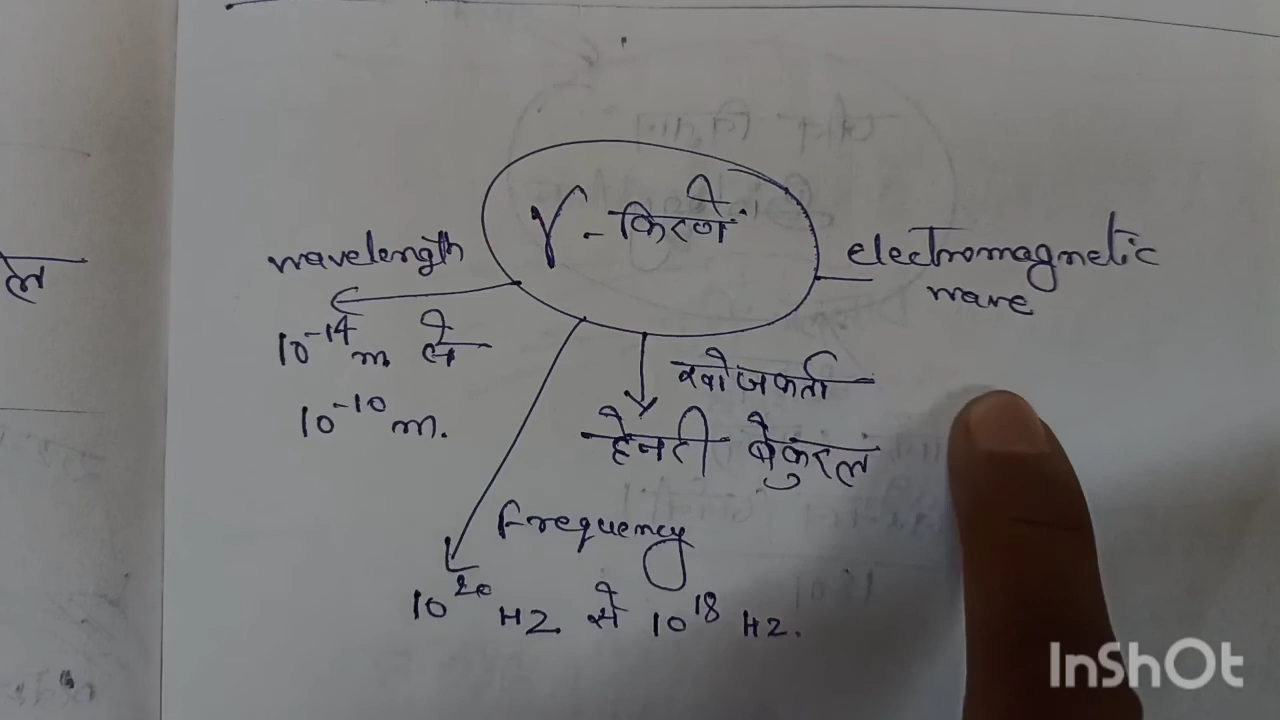 γ-किरणें
wavelength
10⁻¹⁴ m से
10⁻¹⁰ m.
electromagnetic
wave
खोजकर्ता
हेनरी बेकुरल
Frequency
10²⁰ HZ से 10¹⁸ HZ.
InShOt